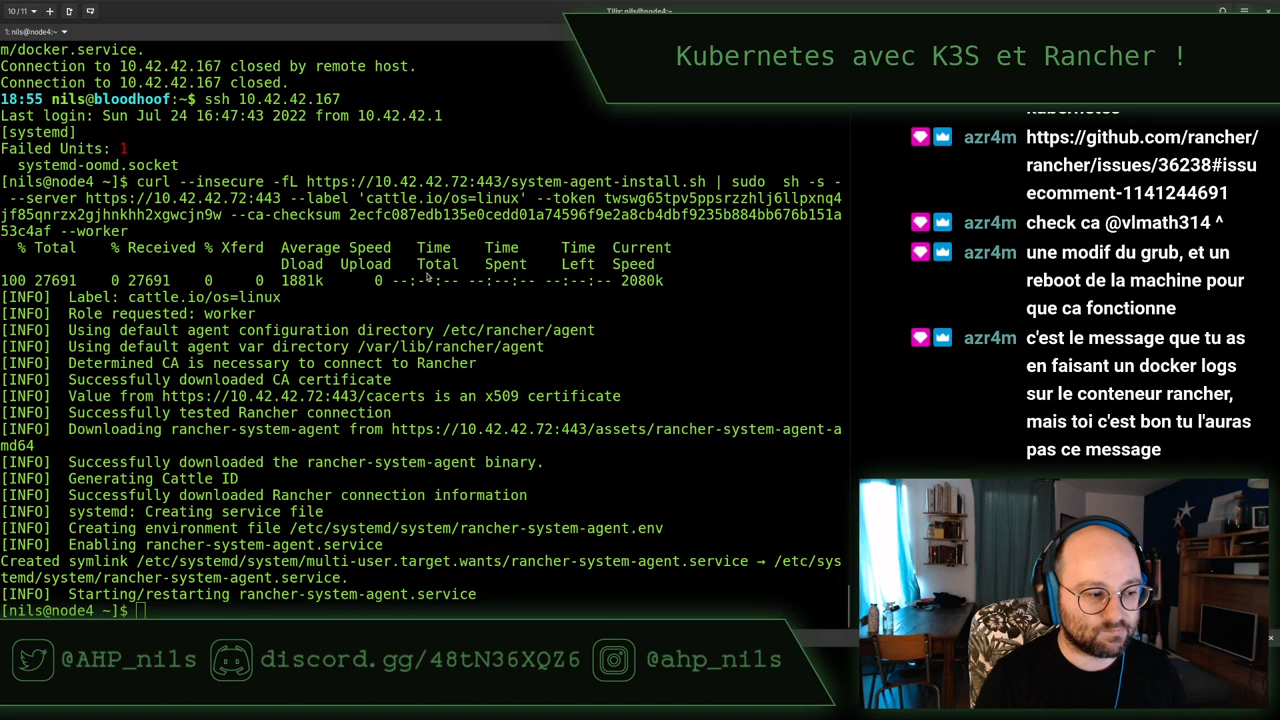 10/11
Tilix: nils@node4:~
1: nils@node4:~
Kubernetes avec K3S et Rancher !
m/docker.service.
Connection to 10.42.42.167 closed by remote host.
Connection to 10.42.42.167 closed.
18:55 nils@bloodhoof:~$ ssh 10.42.42.167
Last login: Sun Jul 24 16:47:43 2022 from 10.42.42.1
[systemd]
Failed Units: 1
  systemd-oomd.socket
[nils@node4 ~]$ curl --insecure -fL https://10.42.42.72:443/system-agent-install.sh | sudo  sh -s -
 --server https://10.42.42.72:443 --label 'cattle.io/os=linux' --token twswg65tpv5ppsrzzhlj6llpxnq4
jf85qnrzx2gjhnkhh2xgwcjn9w --ca-checksum 2ecfc087edb135e0cedd01a74596f9e2a8cb4dbf9235b884bb676b151a
53c4af --worker
  % Total    % Received % Xferd  Average Speed   Time    Time     Time  Current
                                 Dload  Upload   Total   Spent    Left  Speed
100 27691    0 27691    0     0  1881k      0 --:--:-- --:--:-- --:--:-- 2080k
[INFO]  Label: cattle.io/os=linux
[INFO]  Role requested: worker
[INFO]  Using default agent configuration directory /etc/rancher/agent
[INFO]  Using default agent var directory /var/lib/rancher/agent
[INFO]  Determined CA is necessary to connect to Rancher
[INFO]  Successfully downloaded CA certificate
[INFO]  Value from https://10.42.42.72:443/cacerts is an x509 certificate
[INFO]  Successfully tested Rancher connection
[INFO]  Downloading rancher-system-agent from https://10.42.42.72:443/assets/rancher-system-agent-a
md64
[INFO]  Successfully downloaded the rancher-system-agent binary.
[INFO]  Generating Cattle ID
[INFO]  Successfully downloaded Rancher connection information
[INFO]  systemd: Creating service file
[INFO]  Creating environment file /etc/systemd/system/rancher-system-agent.env
[INFO]  Enabling rancher-system-agent.service
Created symlink /etc/systemd/system/multi-user.target.wants/rancher-system-agent.service → /etc/sys
temd/system/rancher-system-agent.service.
[INFO]  Starting/restarting rancher-system-agent.service
[nils@node4 ~]$
kubernetes
azr4m https://github.com/rancher/
rancher/issues/36238#issu
ecomment-1141244691
azr4m check ca @vlmath314 ^
azr4m une modif du grub, et un
reboot de la machine pour
que ca fonctionne
azr4m c'est le message que tu as
en faisant un docker logs
sur le conteneur rancher,
mais toi c'est bon tu l'auras
pas ce message
@AHP_nils discord.gg/48tN36XQZ6 @ahp_nils